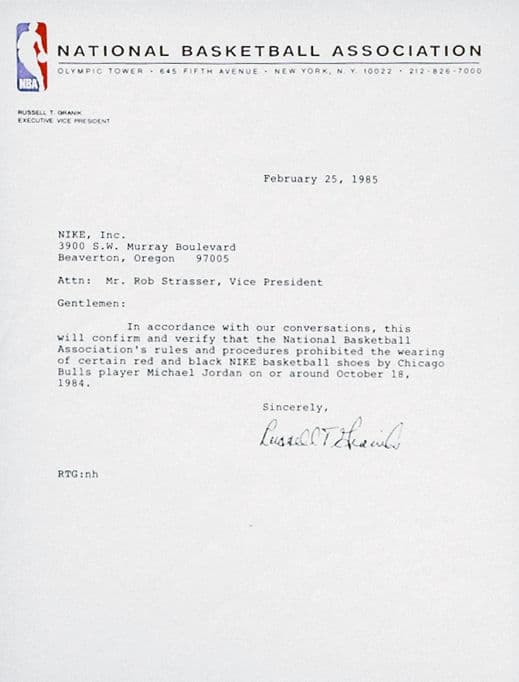 NBA
NATIONAL BASKETBALL ASSOCIATION
OLYMPIC TOWER · 645 FIFTH AVENUE · NEW YORK, N. Y. 10022 · 212-826-7000
RUSSELL T. GRANIK
EXECUTIVE VICE PRESIDENT
February 25, 1985
NIKE, Inc.
3900 S.W. Murray Boulevard
Beaverton, Oregon 97005
Attn: Mr. Rob Strasser, Vice President
Gentlemen:
In accordance with our conversations, this
will confirm and verify that the National Basketball
Association's rules and procedures prohibited the wearing
of certain red and black NIKE basketball shoes by Chicago
Bulls player Michael Jordan on or around October 18,
1984.
Sincerely,
Russell T Granik
RTG:nh